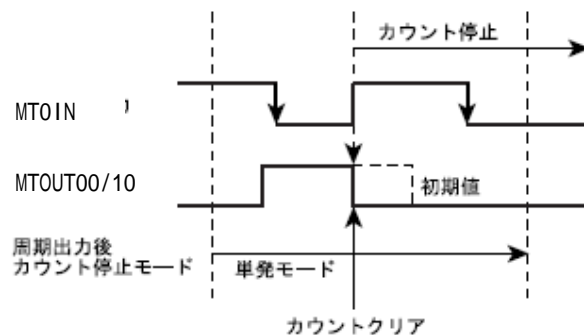 カウント停止
MT0IN
MTOUT00/10
初期値
周期出力後
カウント停止モード
単発モード
カウントクリア